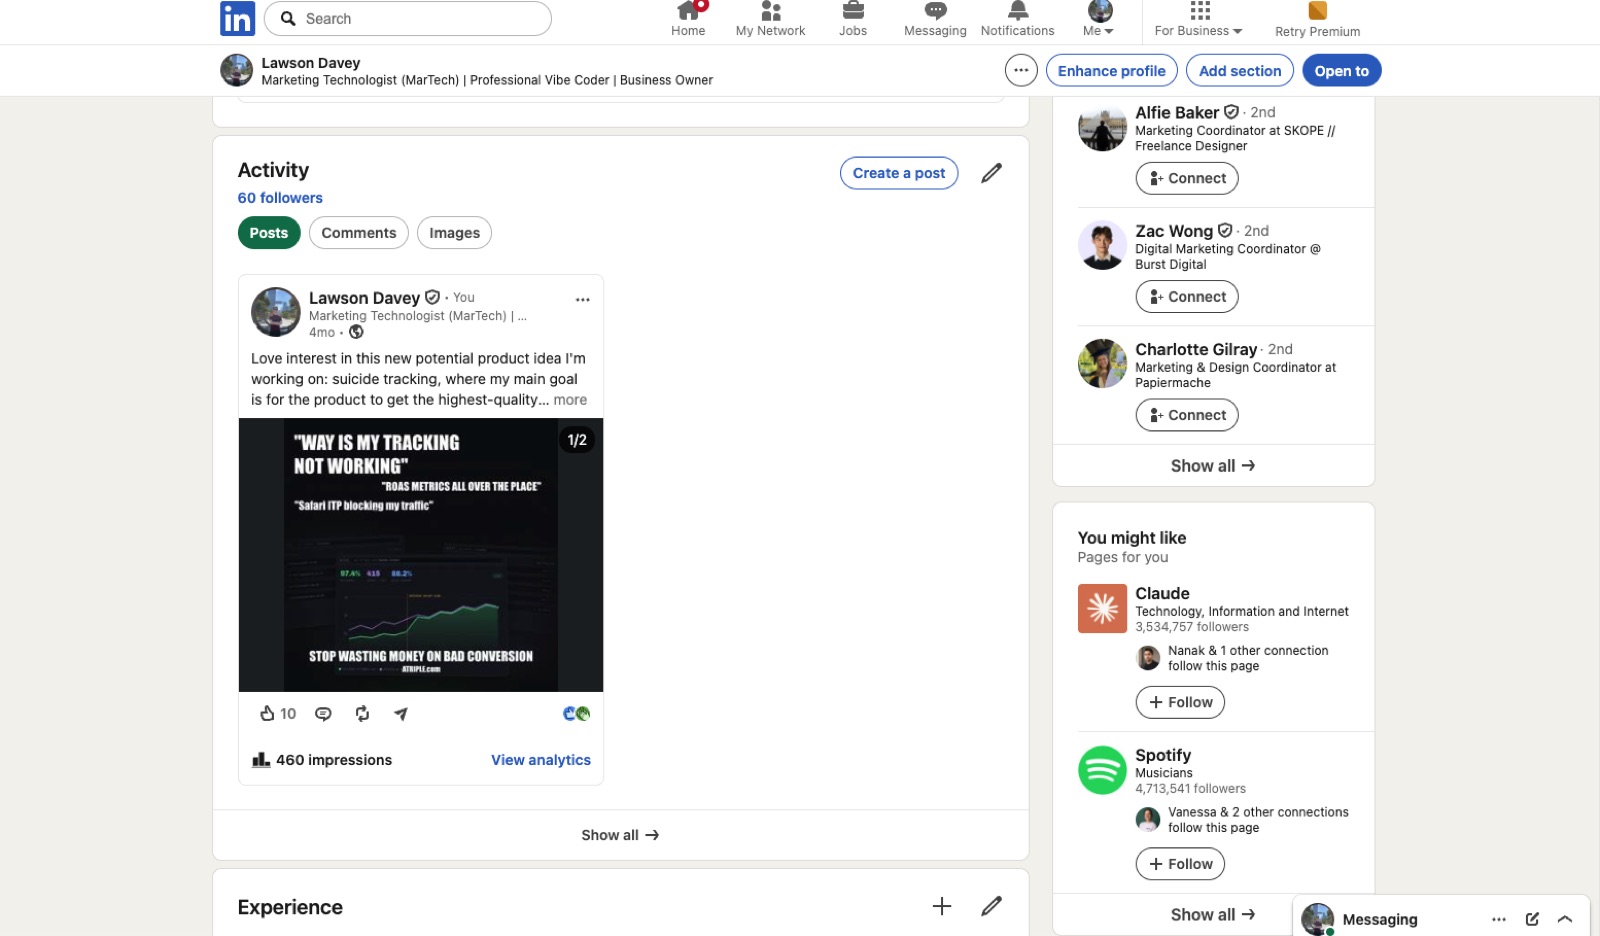 in
Search
Home
My Network
Jobs
Messaging
Notifications
Me
For Business
Retry Premium
Lawson Davey
Marketing Technologist (MarTech) | Professional Vibe Coder | Business Owner
Enhance profile
Add section
Open to
Activity
60 followers
Create a post
Posts
Comments
Images
Lawson Davey · You
Marketing Technologist (MarTech) | ...
4mo ·
Love interest in this new potential product idea I'm
working on: suicide tracking, where my main goal
is for the product to get the highest-quality... more
"WAY IS MY TRACKING
NOT WORKING"
1/2
"ROAS METRICS ALL OVER THE PLACE"
"Safari ITP blocking my traffic"
97.4% 415 88.2%
STOP WASTING MONEY ON BAD CONVERSION
ATRIPLE.com
10
460 impressions
View analytics
Show all →
Experience
Alfie Baker · 2nd
Marketing Coordinator at SKOPE //
Freelance Designer
Connect
Zac Wong · 2nd
Digital Marketing Coordinator @
Burst Digital
Connect
Charlotte Gilray · 2nd
Marketing & Design Coordinator at
Papiermache
Connect
Show all →
You might like
Pages for you
Claude
Technology, Information and Internet
3,534,757 followers
Nanak & 1 other connection
follow this page
+ Follow
Spotify
Musicians
4,713,541 followers
Vanessa & 2 other connections
follow this page
+ Follow
Show all →
Messaging